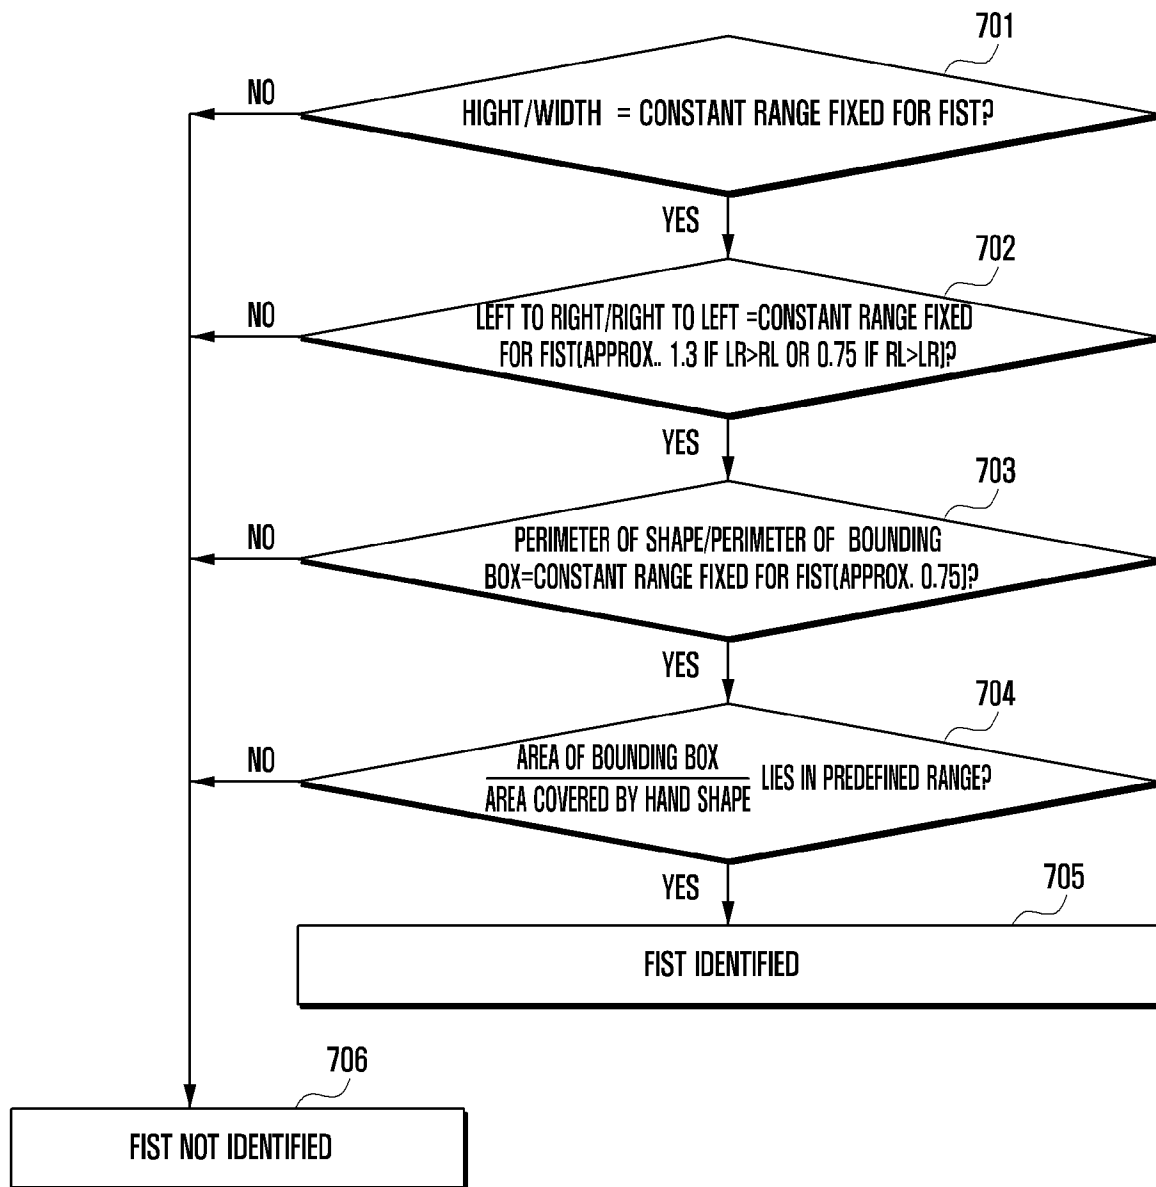 701
NO
HIGHT/WIDTH = CONSTANT RANGE FIXED FOR FIST?
YES
702
NO
LEFT TO RIGHT/RIGHT TO LEFT =CONSTANT RANGE FIXED
FOR FIST(APPROX.. 1.3 IF LR>RL OR 0.75 IF RL>LR)?
YES
703
NO
PERIMETER OF SHAPE/PERIMETER OF BOUNDING
BOX=CONSTANT RANGE FIXED FOR FIST(APPROX. 0.75)?
YES
704
NO
AREA OF BOUNDING BOX
AREA COVERED BY HAND SHAPE
LIES IN PREDEFINED RANGE?
YES
705
FIST IDENTIFIED
706
FIST NOT IDENTIFIED